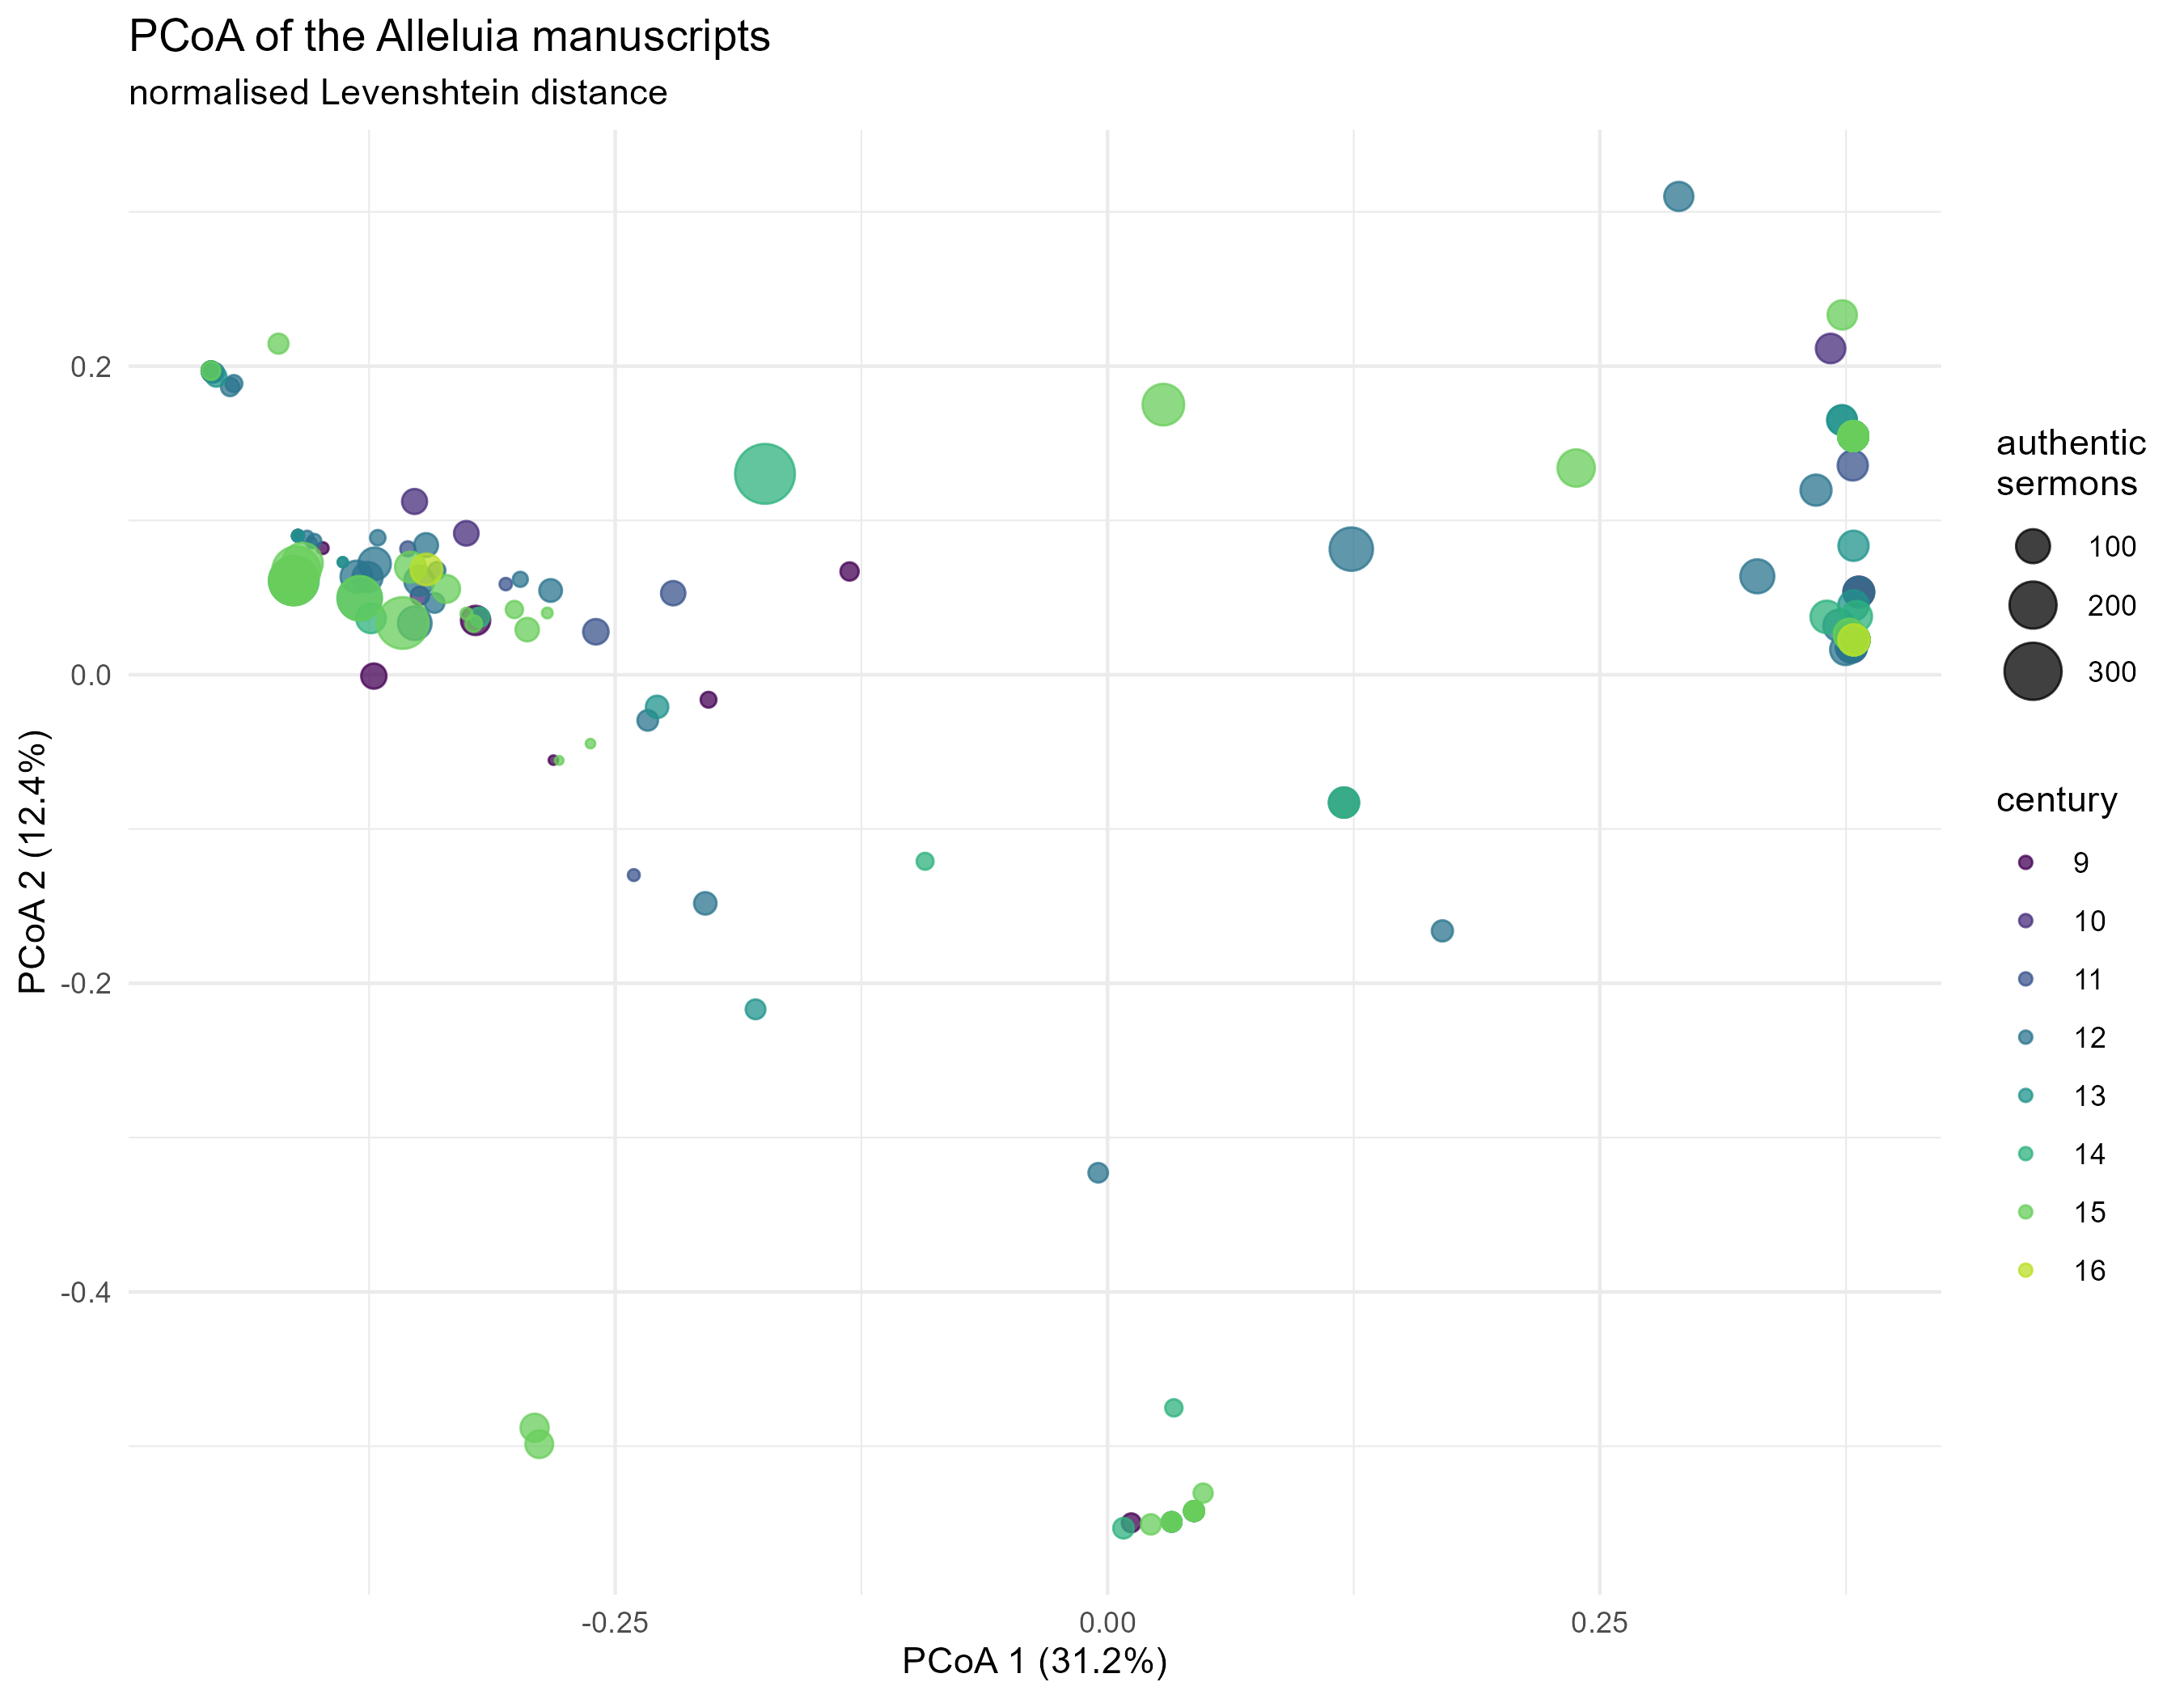 PCoA of the Alleluia manuscripts
normalised Levenshtein distance
PCoA 2 (12.4%)
0.2
0.0
-0.2
-0.4
-0.25
0.00
0.25
PCoA 1 (31.2%)
authentic
sermons
100
200
300
century
9
10
11
12
13
14
15
16